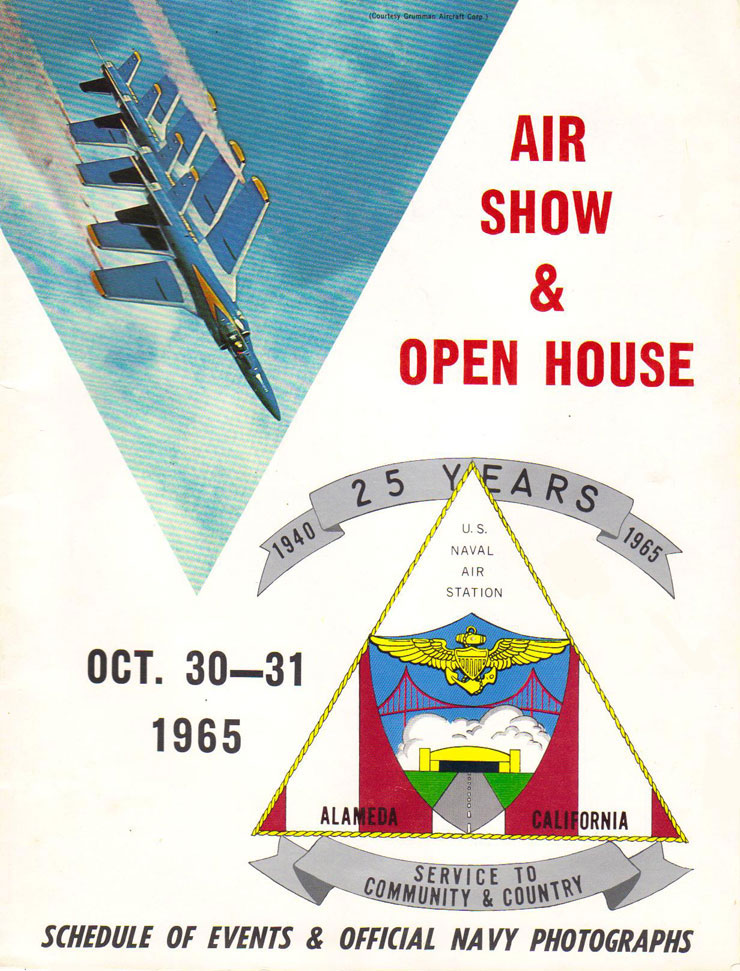 (Courtesy Grumman Aircraft Corp.)
AIR
SHOW
&
OPEN HOUSE
25 YEARS
1940
1965
U.S.
NAVAL
AIR
STATION
OCT. 30—31
1965
ALAMEDA
CALIFORNIA
SERVICE TO
COMMUNITY & COUNTRY
SCHEDULE OF EVENTS & OFFICIAL NAVY PHOTOGRAPHS